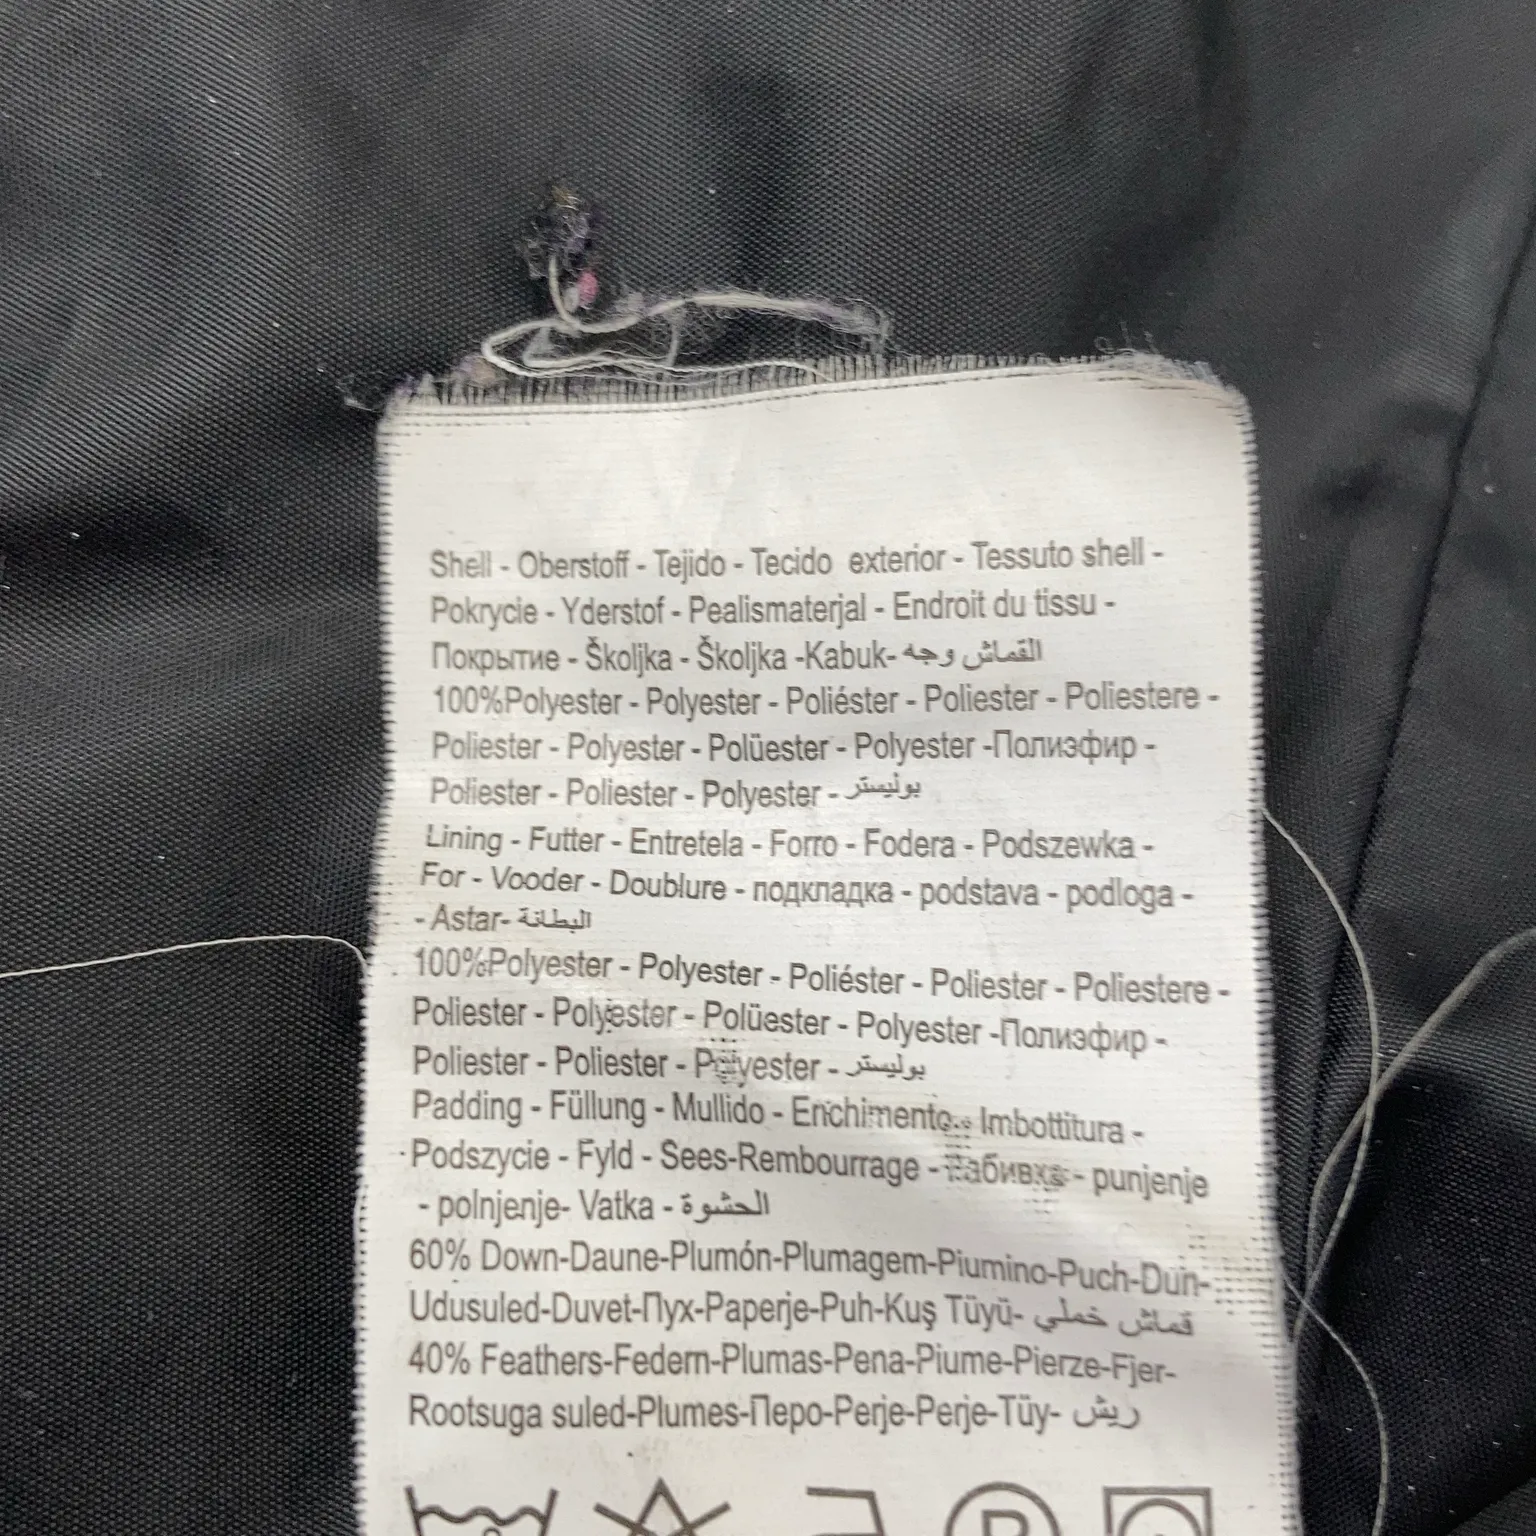 Shell - Oberstoff - Tejido - Tecido exterior - Tessuto shell -
Pokrycie - Yderstof - Pealismaterjal - Endroit du tissu -
Покрытие - Školjka - Školjka -Kabuk- القماش وجه
100%Polyester - Polyester - Poliéster - Poliester - Poliestere -
Poliester - Polyester - Polüester - Polyester -Полиэфир -
Poliester - Poliester - Polyester - بوليستر
Lining - Futter - Entretela - Forro - Fodera - Podszewka -
For - Vooder - Doublure - подкладка - podstava - podloga -
- Astar- البطانة
100%Polyester - Polyester - Poliéster - Poliester - Poliestere -
Poliester - Polyester - Polüester - Polyester -Полиэфир -
Poliester - Poliester - Polyester - بوليستر
Padding - Füllung - Mullido - Enchimento - Imbottitura -
Podszycie - Fyld - Sees-Rembourrage - Набивка - punjenje
- polnjenje- Vatka - الحشوة
60% Down-Daune-Plumón-Plumagem-Piumino-Puch-Dun-
Udusuled-Duvet-Пух-Paperje-Puh-Kuş Tüyü- قماش خملي
40% Feathers-Federn-Plumas-Pena-Piume-Pierze-Fjer-
Rootsuga suled-Plumes-Перо-Perje-Perje-Tüy- ريش
P